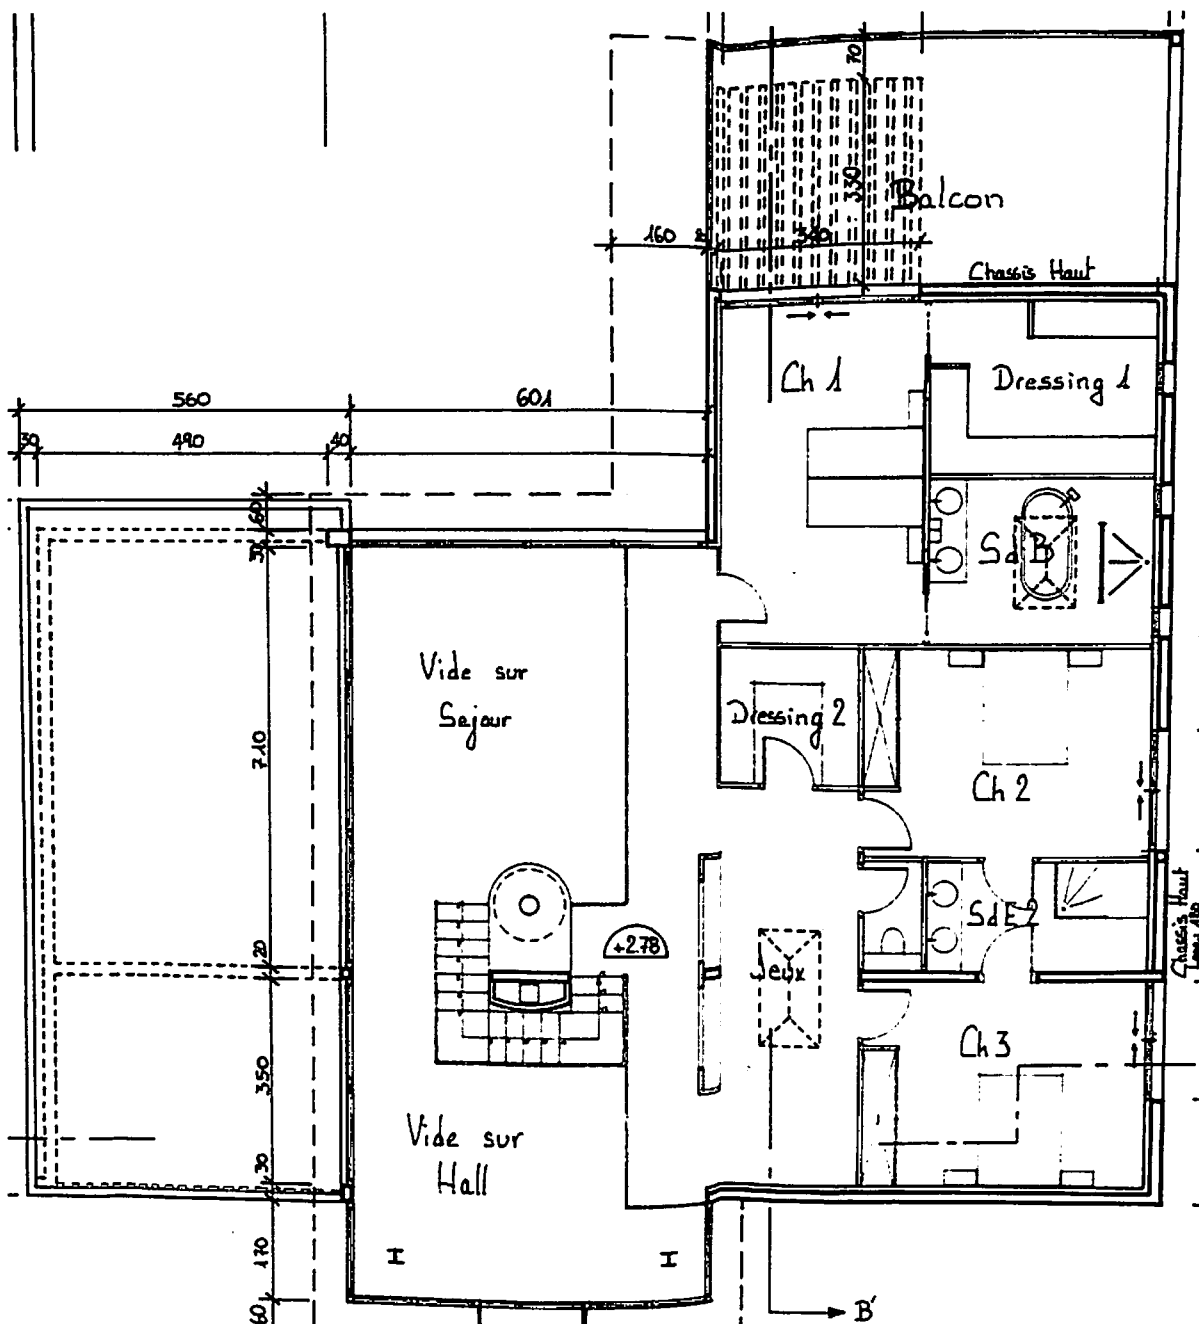 70
330
Balcon
160
340
Chassis Haut
Ch 1
Dressing 1
560
601
30
490
40
60
30
SdB
Vide sur
Sejour
Dressing 2
710
Ch 2
+2.78
SdE2
Chassis Haut
20
Jeux
Ch 3
350
Vide sur
Hall
30
170
I
I
60
B'